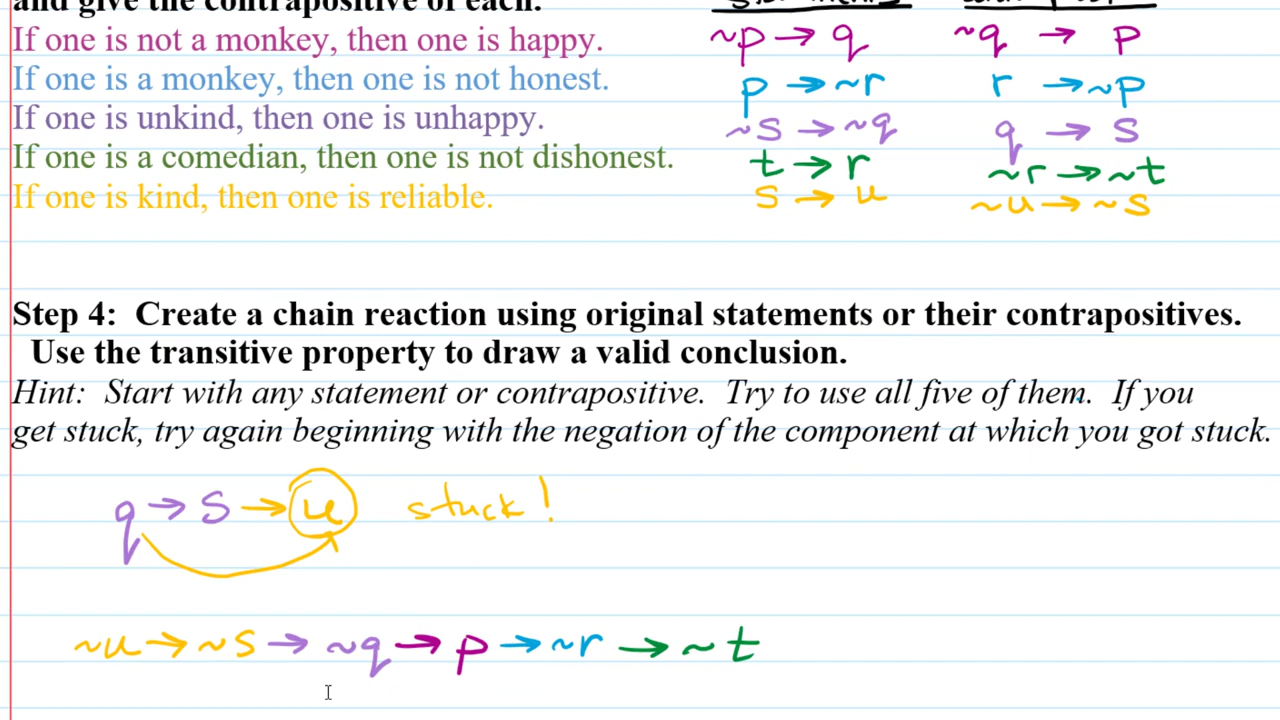 and give the contrapositive of each.
If one is not a monkey, then one is happy. ~p → q ~q → p
If one is a monkey, then one is not honest. p → ~r r → ~p
If one is unkind, then one is unhappy. ~s → ~q q → s
If one is a comedian, then one is not dishonest. t → r ~r → ~t
If one is kind, then one is reliable. s → u ~u → ~s
Step 4: Create a chain reaction using original statements or their contrapositives.
Use the transitive property to draw a valid conclusion.
Hint: Start with any statement or contrapositive. Try to use all five of them. If you
get stuck, try again beginning with the negation of the component at which you got stuck.
q → s → u stuck!
~u → ~s → ~q → p → ~r → ~t